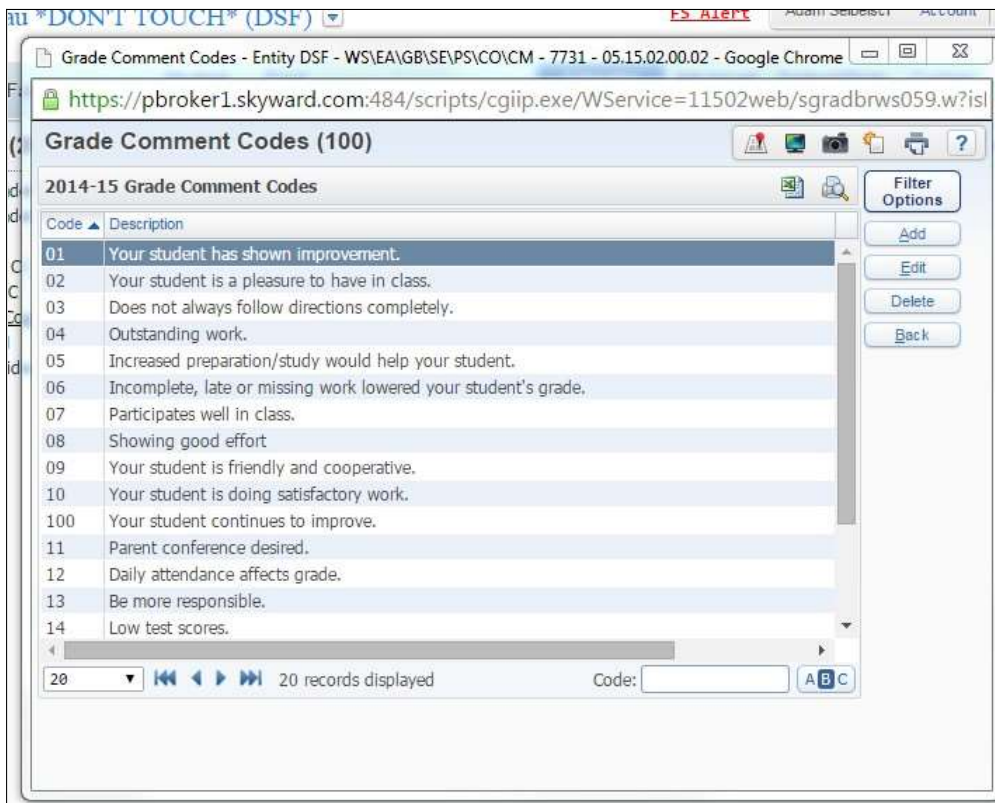 au *DON'T TOUCH* (DSF)
FS Alert
Account
Grade Comment Codes - Entity DSF - WS\EA\GB\SE\PS\CO\CM - 7731 - 05.15.02.00.02 - Google Chrome
https://pbroker1.skyward.com:484/scripts/cgiip.exe/WService=11502web/sgradbrws059.w?isl
Grade Comment Codes (100)
?
2014-15 Grade Comment Codes
Filter Options
Code Description
Add
01 Your student has shown improvement.
Edit
02 Your student is a pleasure to have in class.
03 Does not always follow directions completely.
Delete
04 Outstanding work.
Back
05 Increased preparation/study would help your student.
06 Incomplete, late or missing work lowered your student's grade.
07 Participates well in class.
08 Showing good effort
09 Your student is friendly and cooperative.
10 Your student is doing satisfactory work.
100 Your student continues to improve.
11 Parent conference desired.
12 Daily attendance affects grade.
13 Be more responsible.
14 Low test scores.
20
20 records displayed
Code:
ABC